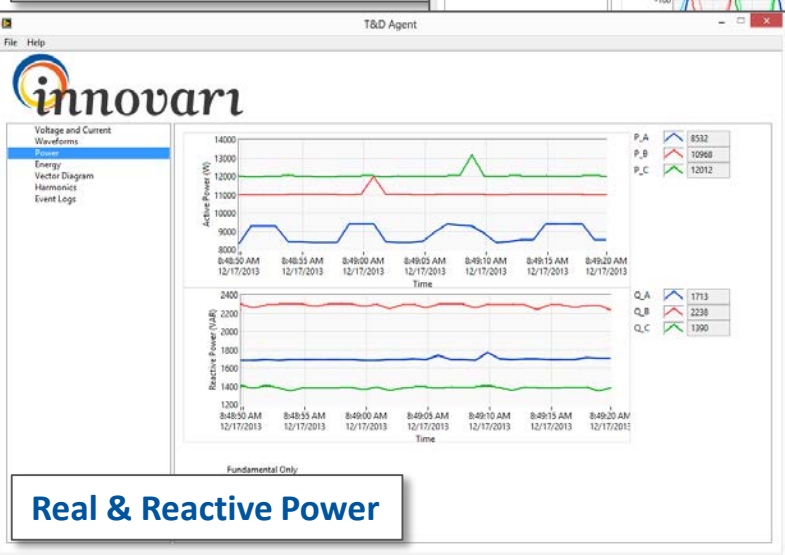 -100
T&D Agent
File Help
innovari
Voltage and Current
Waveforms
Power
Energy
Vector Diagram
Harmonics
Event Logs
14000
13000
12000
11000
10000
9000
8000
Active Power (W)
8:48:50 AM 8:48:55 AM 8:49:00 AM 8:49:05 AM 8:49:10 AM 8:49:15 AM 8:49:20 AM
12/17/2013 12/17/2013 12/17/2013 12/17/2013 12/17/2013 12/17/2013 12/17/2013
Time
P_A 8532
P_B 10968
P_C 12012
2400
2200
2000
1800
1600
1400
1200
Reactive Power (VAR)
8:48:50 AM 8:48:55 AM 8:49:00 AM 8:49:05 AM 8:49:10 AM 8:49:15 AM 8:49:20 AM
12/17/2013 12/17/2013 12/17/2013 12/17/2013 12/17/2013 12/17/2013 12/17/2013
Time
Q_A 1713
Q_B 2238
Q_C 1390
Fundamental Only
Real & Reactive Power